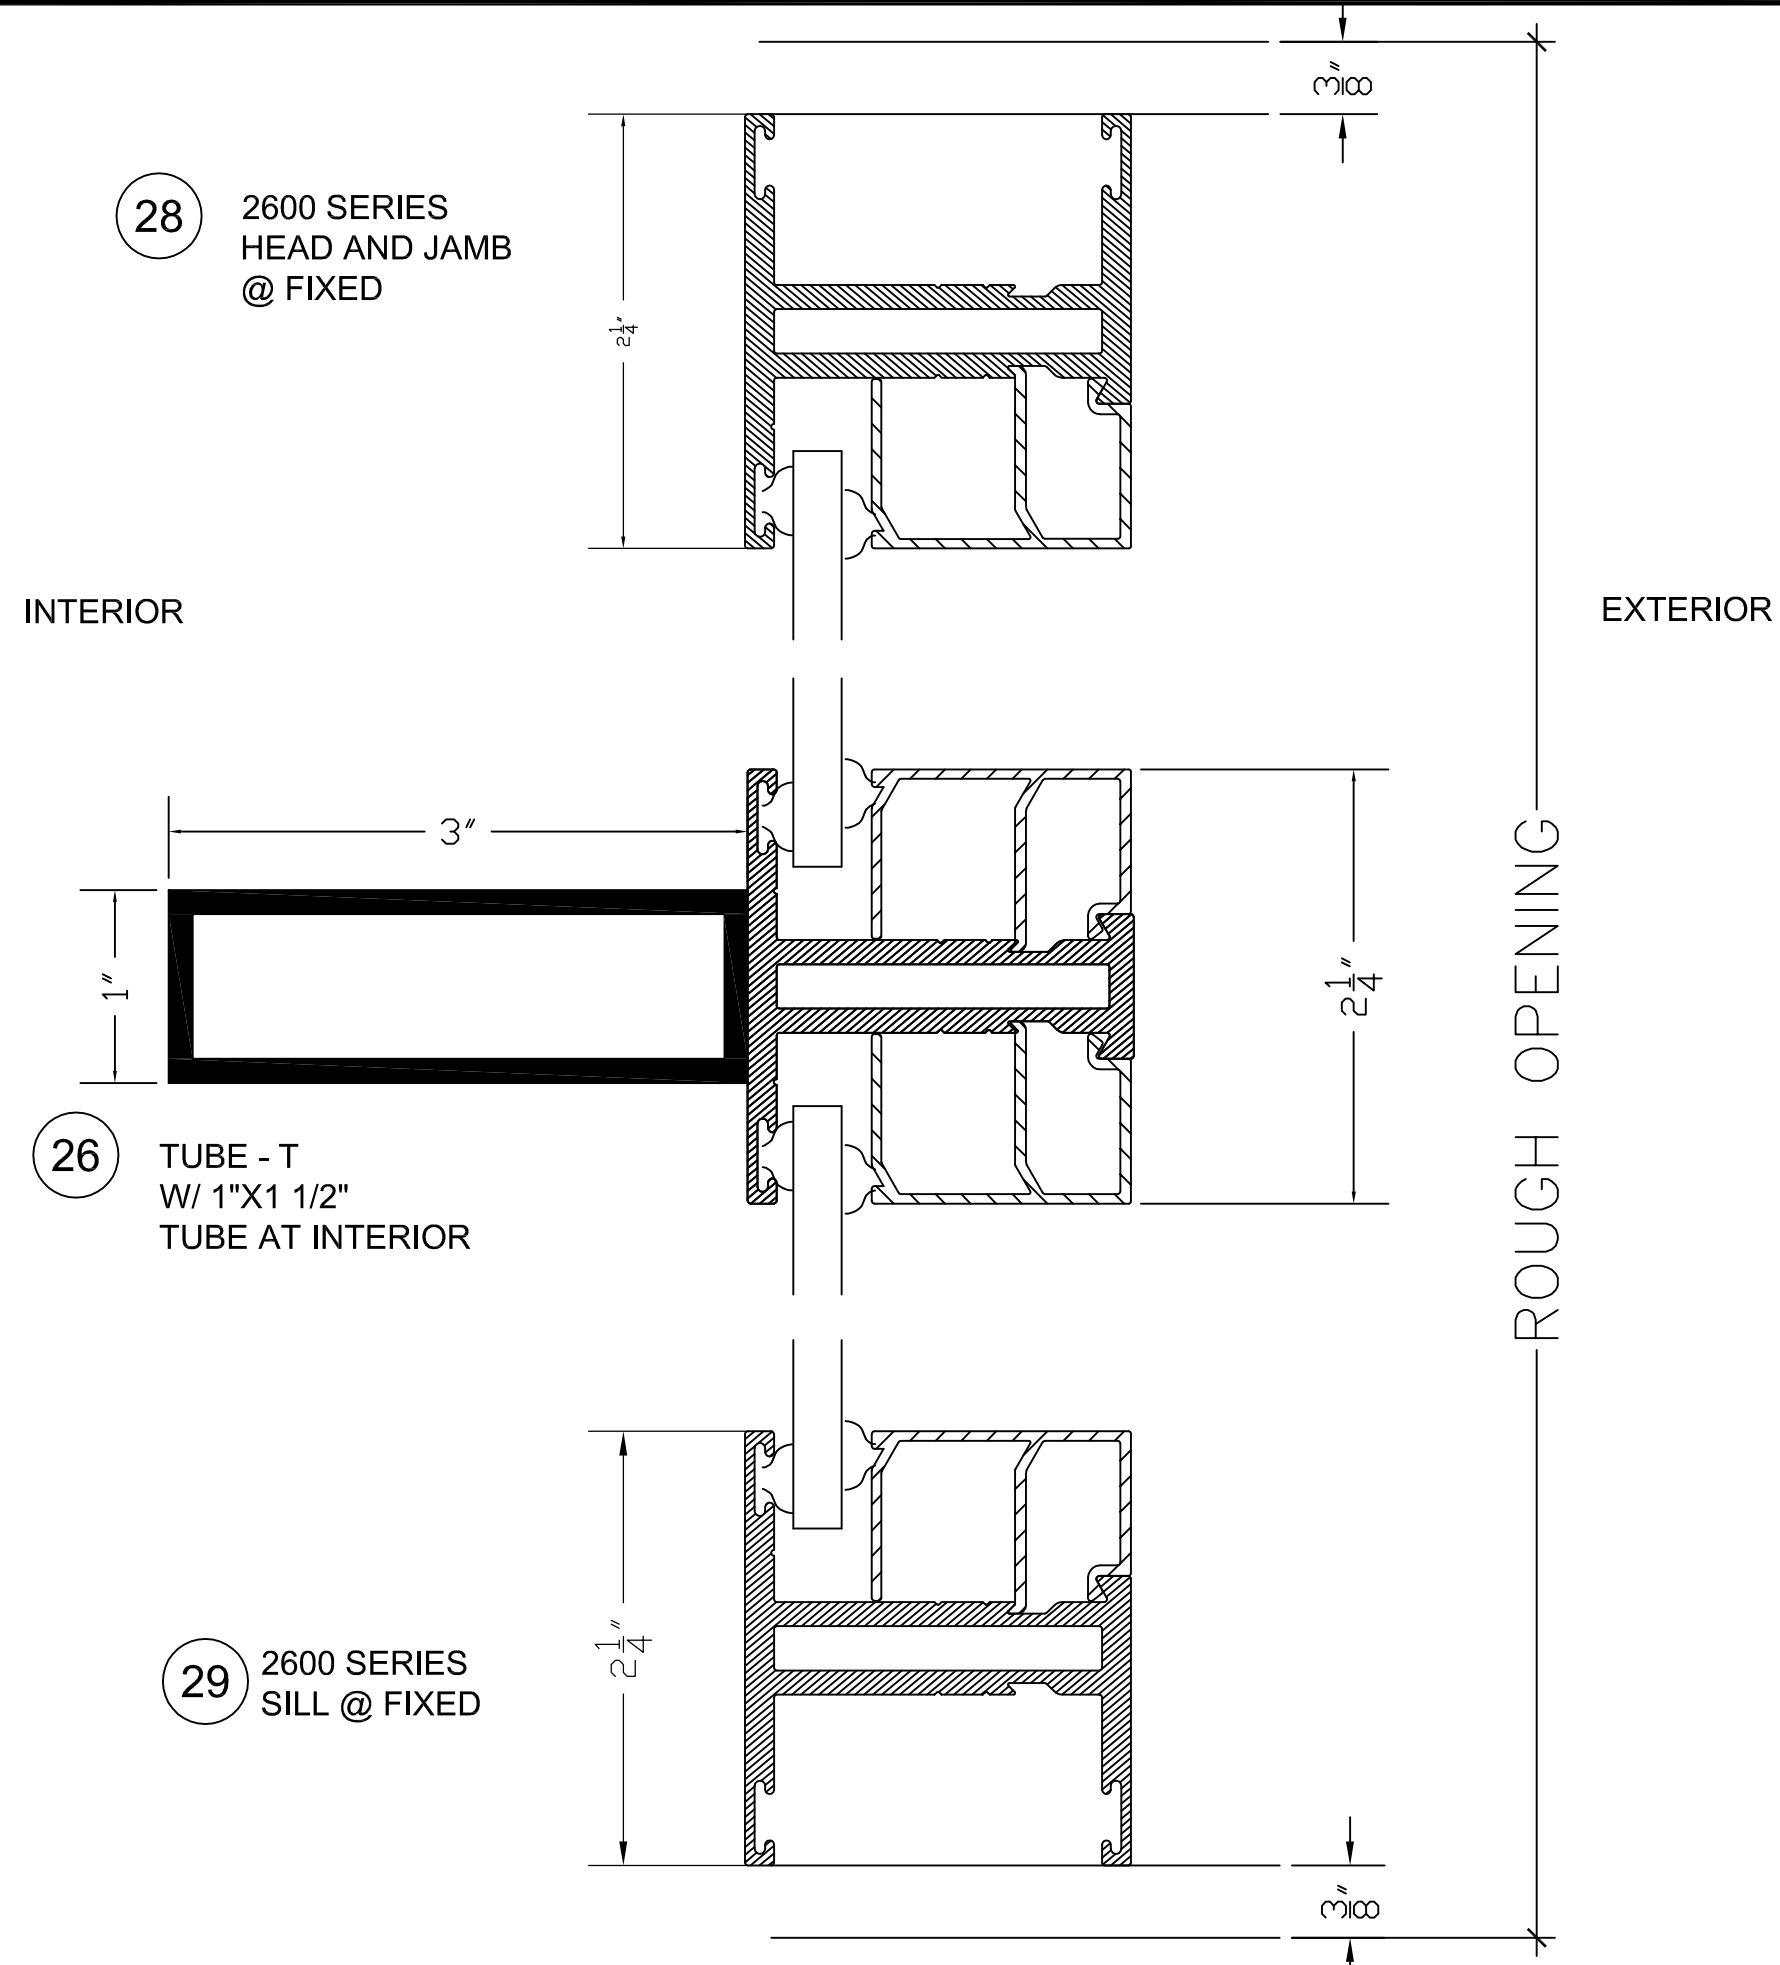 3/8"
28
2600 SERIES
HEAD AND JAMB
@ FIXED
2 1/4"
INTERIOR
EXTERIOR
3"
1"
2 1/4"
ROUGH OPENING
26
TUBE - T
W/ 1"X1 1/2"
TUBE AT INTERIOR
2 1/4"
29
2600 SERIES
SILL @ FIXED
3/8"